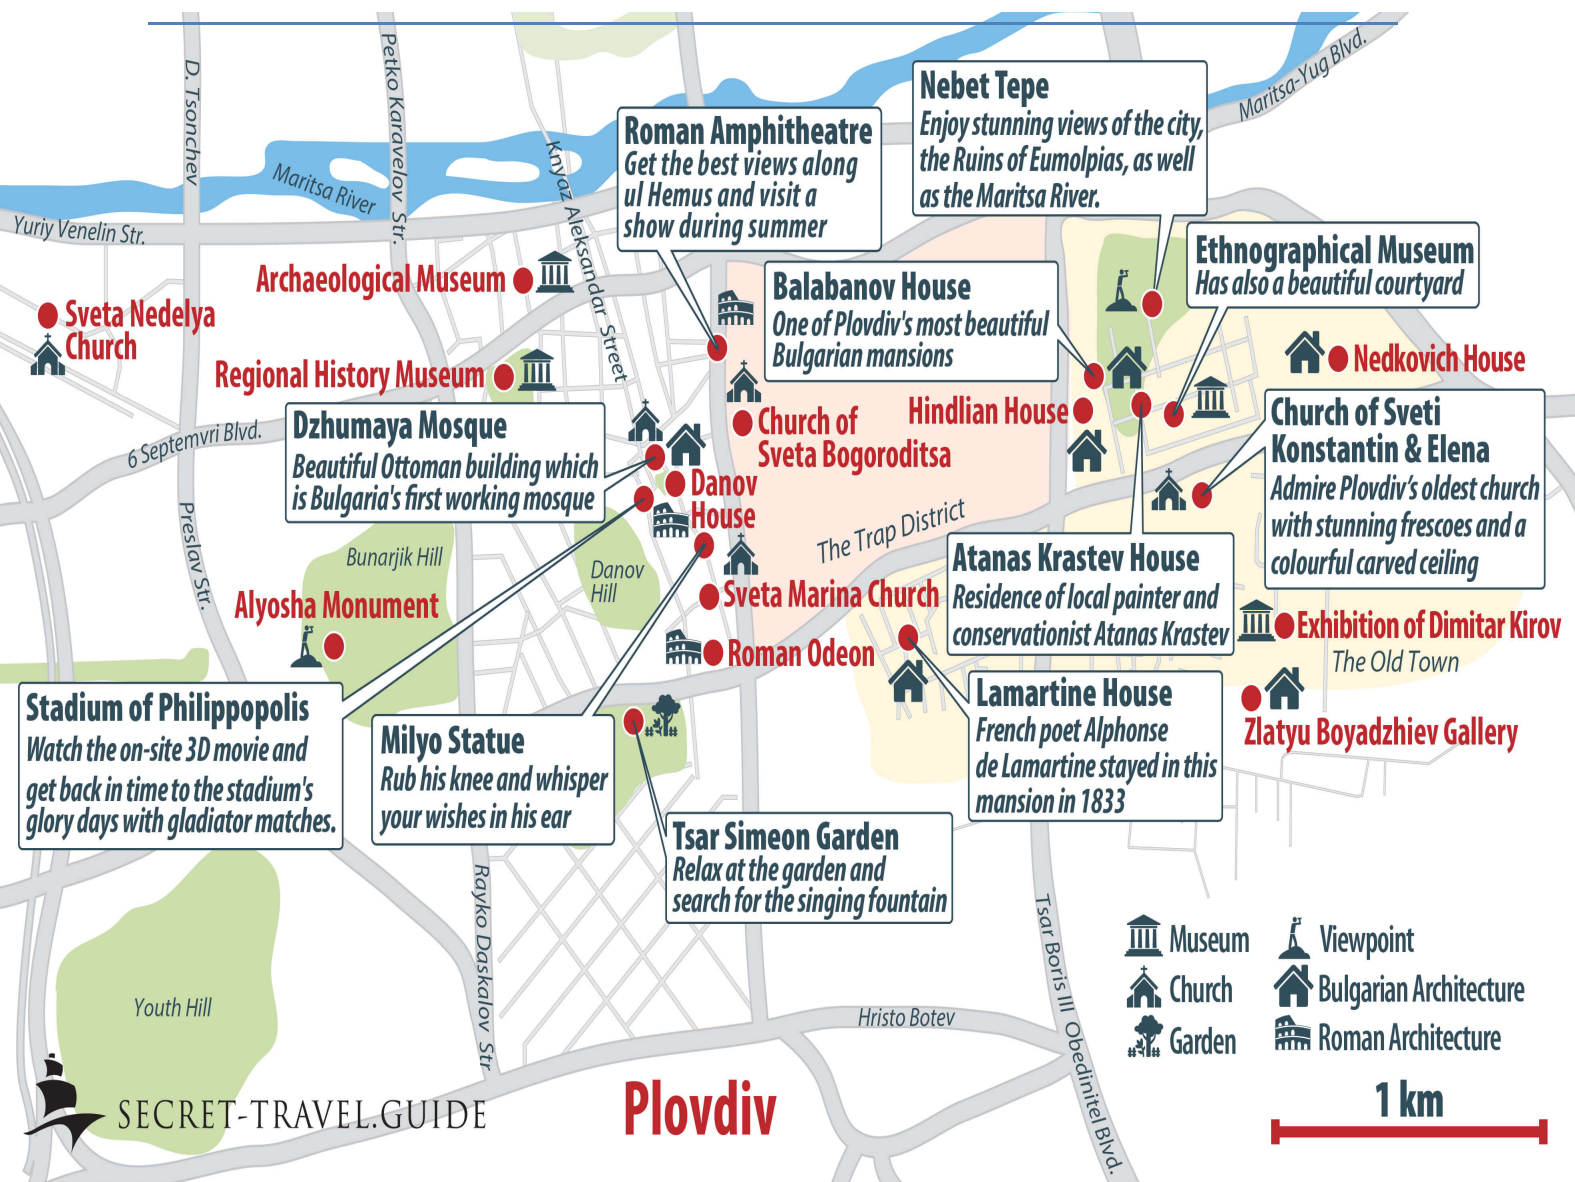 D. Tsonchev
Petko Karavelov Str.
Knyaz Aleksandar Street
Maritsa River
Maritsa-Yug Blvd.
Yuriy Venelin Str.
Nebet Tepe
Enjoy stunning views of the city,
the Ruins of Eumolpias, as well
as the Maritsa River.
Roman Amphitheatre
Get the best views along
ul Hemus and visit a
show during summer
Ethnographical Museum
Has also a beautiful courtyard
Archaeological Museum
Balabanov House
One of Plovdiv's most beautiful
Bulgarian mansions
Sveta Nedelya
Church
Nedkovich House
Regional History Museum
Dzhumaya Mosque
Beautiful Ottoman building which
is Bulgaria's first working mosque
6 Septemvri Blvd.
Church of
Sveta Bogoroditsa
Hindlian House
Church of Sveti
Konstantin & Elena
Admire Plovdiv’s oldest church
with stunning frescoes and a
colourful carved ceiling
Danov
House
The Trap District
Preslav Str.
Bunarjik Hill
Danov
Hill
Atanas Krastev House
Residence of local painter and
conservationist Atanas Krastev
Alyosha Monument
Sveta Marina Church
Exhibition of Dimitar Kirov
The Old Town
Roman Odeon
Stadium of Philippopolis
Watch the on-site 3D movie and
get back in time to the stadium's
glory days with gladiator matches.
Milyo Statue
Rub his knee and whisper
your wishes in his ear
Lamartine House
French poet Alphonse
de Lamartine stayed in this
mansion in 1833
Zlatyu Boyadzhiev Gallery
Tsar Simeon Garden
Relax at the garden and
search for the singing fountain
Rayko Daskalov Str
Tsar Boris III Obedinitel Blvd.
Youth Hill
Hristo Botev
Museum
Viewpoint
Church
Bulgarian Architecture
Garden
Roman Architecture
SECRET-TRAVEL.GUIDE
Plovdiv
1 km